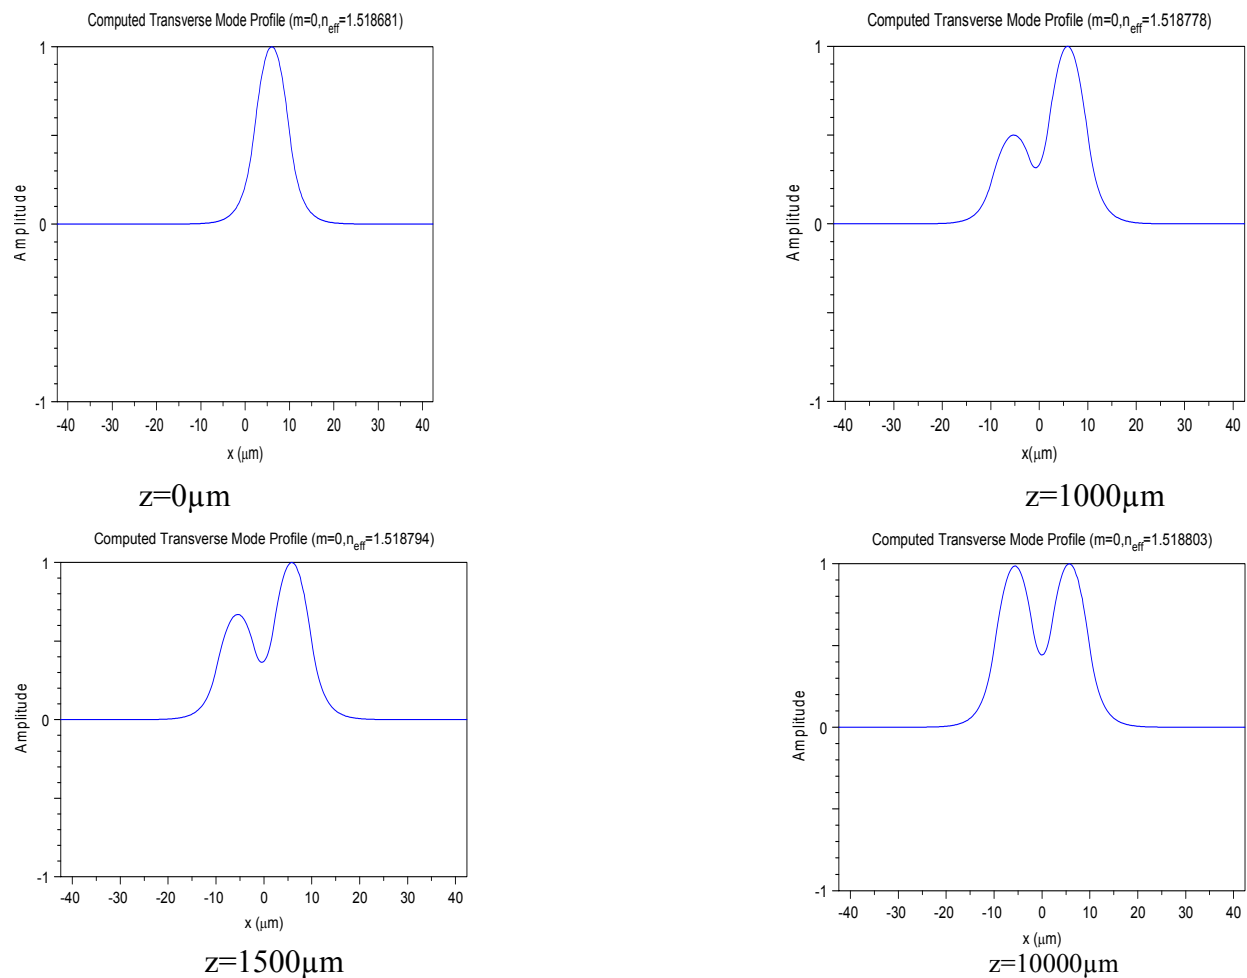 Computed Transverse Mode Profile (m=0,neff=1.518681)
1
0
-1
Amplitude
-40 -30 -20 -10 0 10 20 30 40
x (μm)
z=0µm
Computed Transverse Mode Profile (m=0,neff=1.518778)
1
0
-1
Amplitude
-40 -30 -20 -10 0 10 20 30 40
x(μm)
z=1000µm
Computed Transverse Mode Profile (m=0,neff=1.518794)
1
0
-1
Amplitude
-40 -30 -20 -10 0 10 20 30 40
x (μm)
z=1500µm
Computed Transverse Mode Profile (m=0,neff=1.518803)
1
0
-1
Amplitude
-40 -30 -20 -10 0 10 20 30 40
x (μm)
z=10000µm